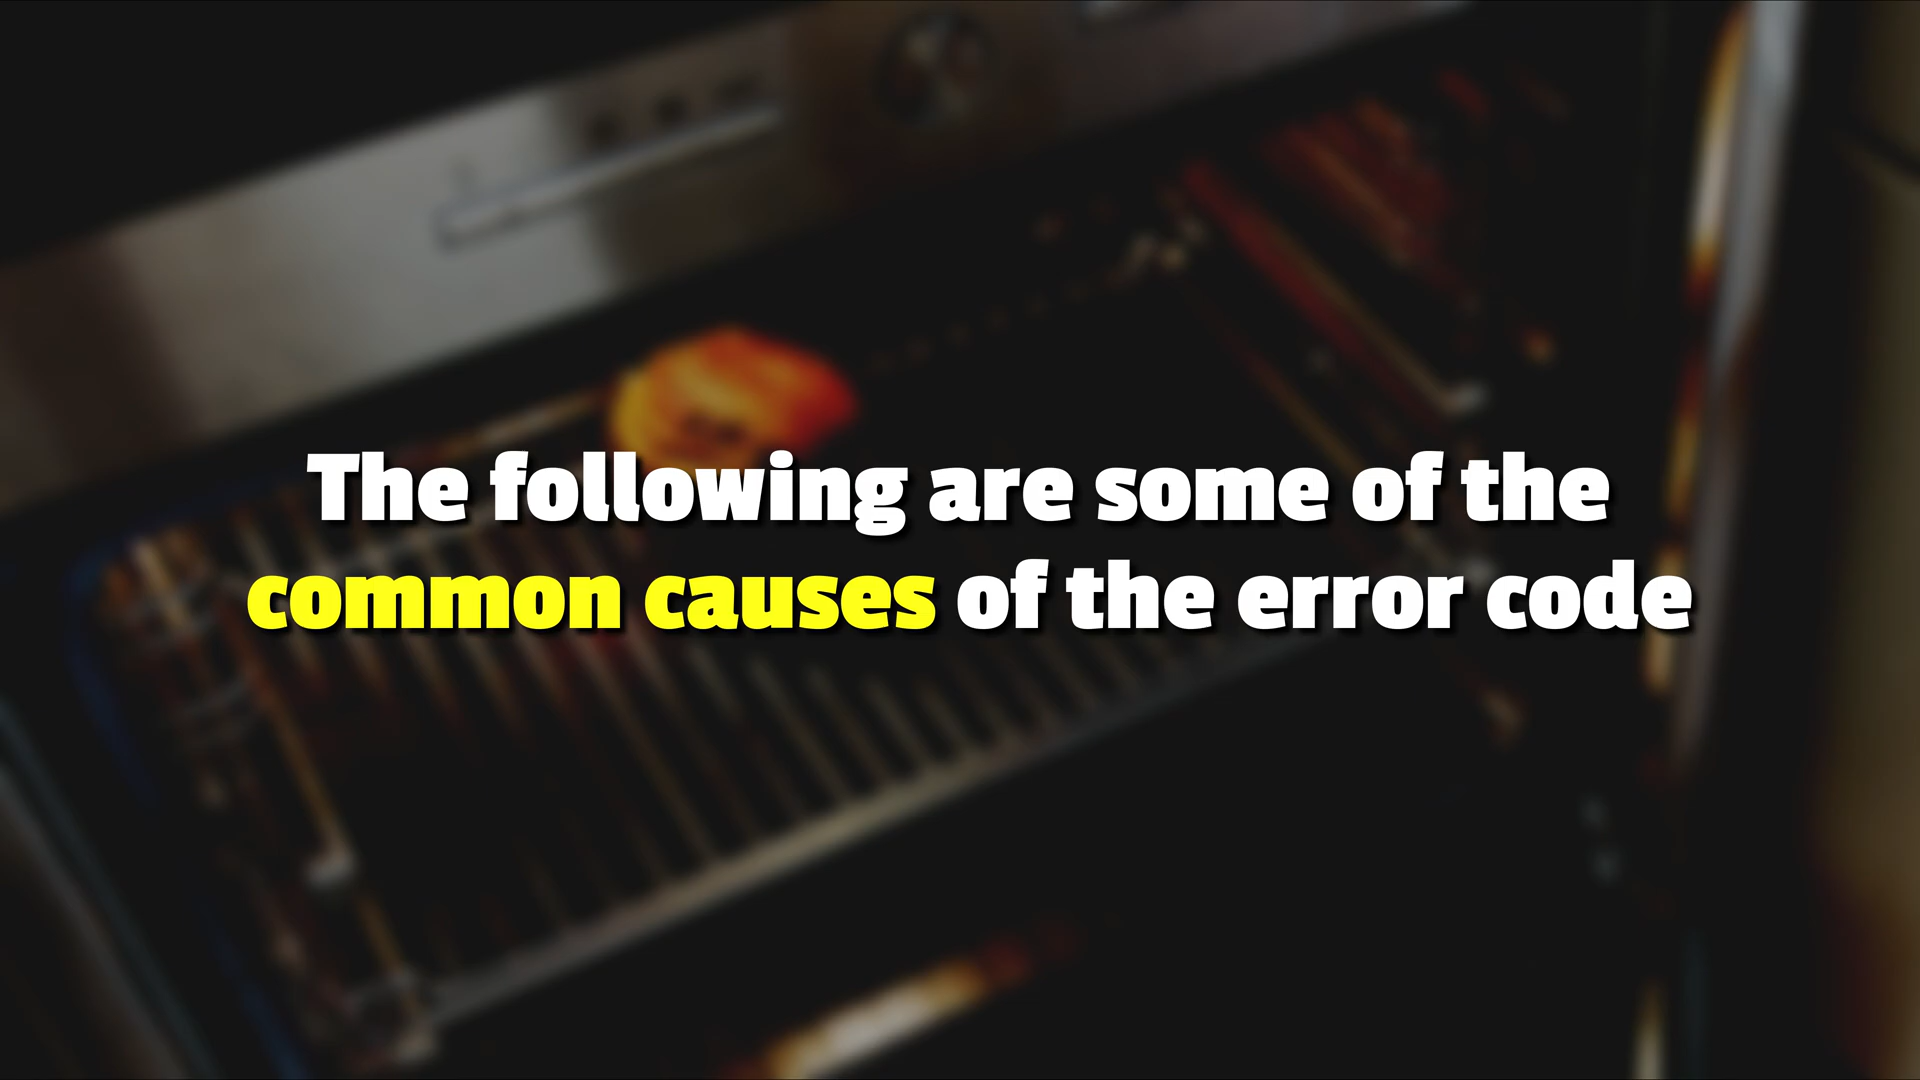 The following are some of the
common causes of the error code